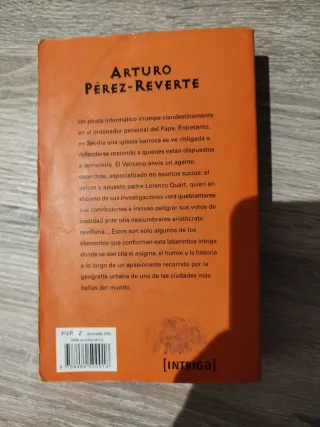 ARTURO
PÉREZ-REVERTE
Un pirata informático irrumpe clandestinamente
en el ordenador personal del Papa. Entretanto,
en Sevilla una iglesia barroca se ve obligada a
defenderse matando a quienes están dispuestos
a demolerla. El Vaticano envía un agente,
sacerdote, especializado en asuntos sucios: el
astuto y apuesto padre Lorenzo Quart, quien en
el curso de sus investigaciones verá quebrantarse
sus convicciones e incluso peligrar sus votos de
castidad ante una deslumbrante aristócrata
sevillana... Estos son sólo algunos de los
elementos que conforman esta laberíntica intriga
donde se dan cita el enigma, el humor y la historia
a lo largo de un apasionante recorrido por la
geografía urbana de una de las ciudades más
bellas del mundo.
P.V.P. 2
[INTRIGA]